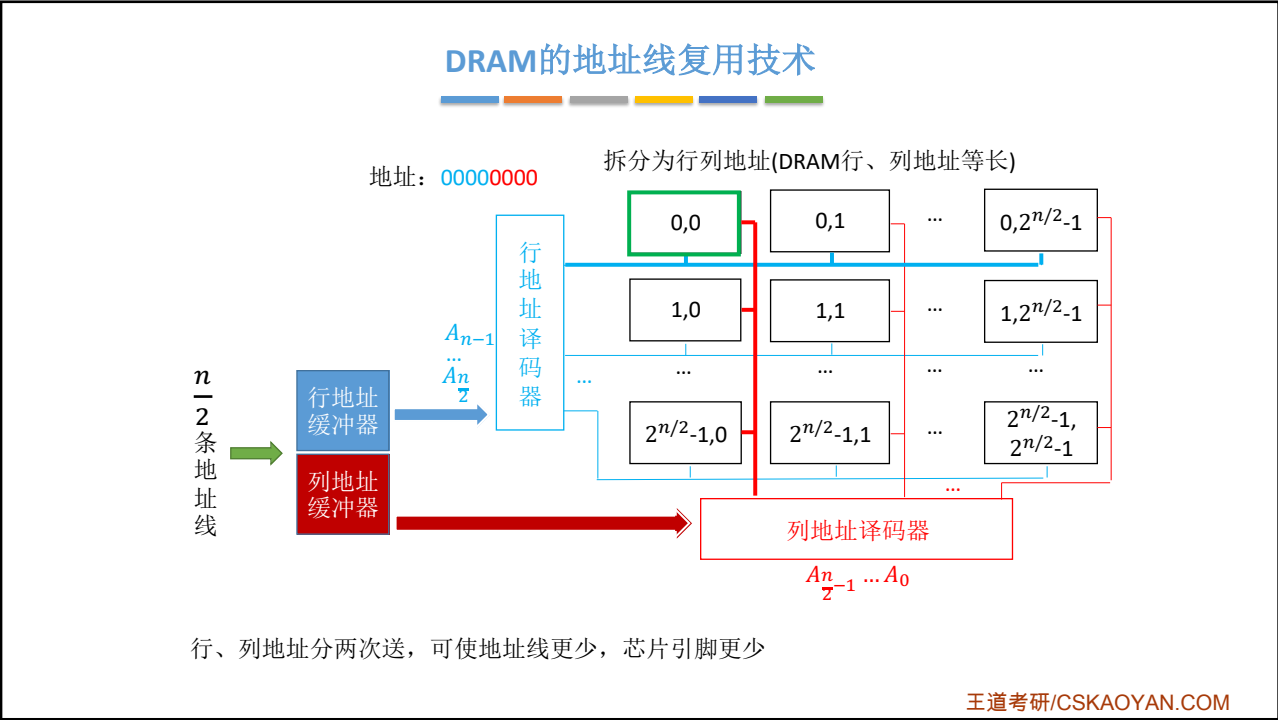 DRAM的地址线复用技术
拆分为行列地址(DRAM行、列地址等长)
地址：00000000
0,0
0,1
...
0,2^{n/2}-1
行地址译码器
1,0
1,1
...
1,2^{n/2}-1
A_{n-1}
...
A_{\frac{n}{2}}
...
...
...
...
...
\frac{n}{2}条地址线
行地址
缓冲器
2^{n/2}-1,0
2^{n/2}-1,1
...
2^{n/2}-1,
2^{n/2}-1
列地址
缓冲器
...
列地址译码器
A_{\frac{n}{2}-1} ... A_0
行、列地址分两次送，可使地址线更少，芯片引脚更少
王道考研/CSKAOYAN.COM